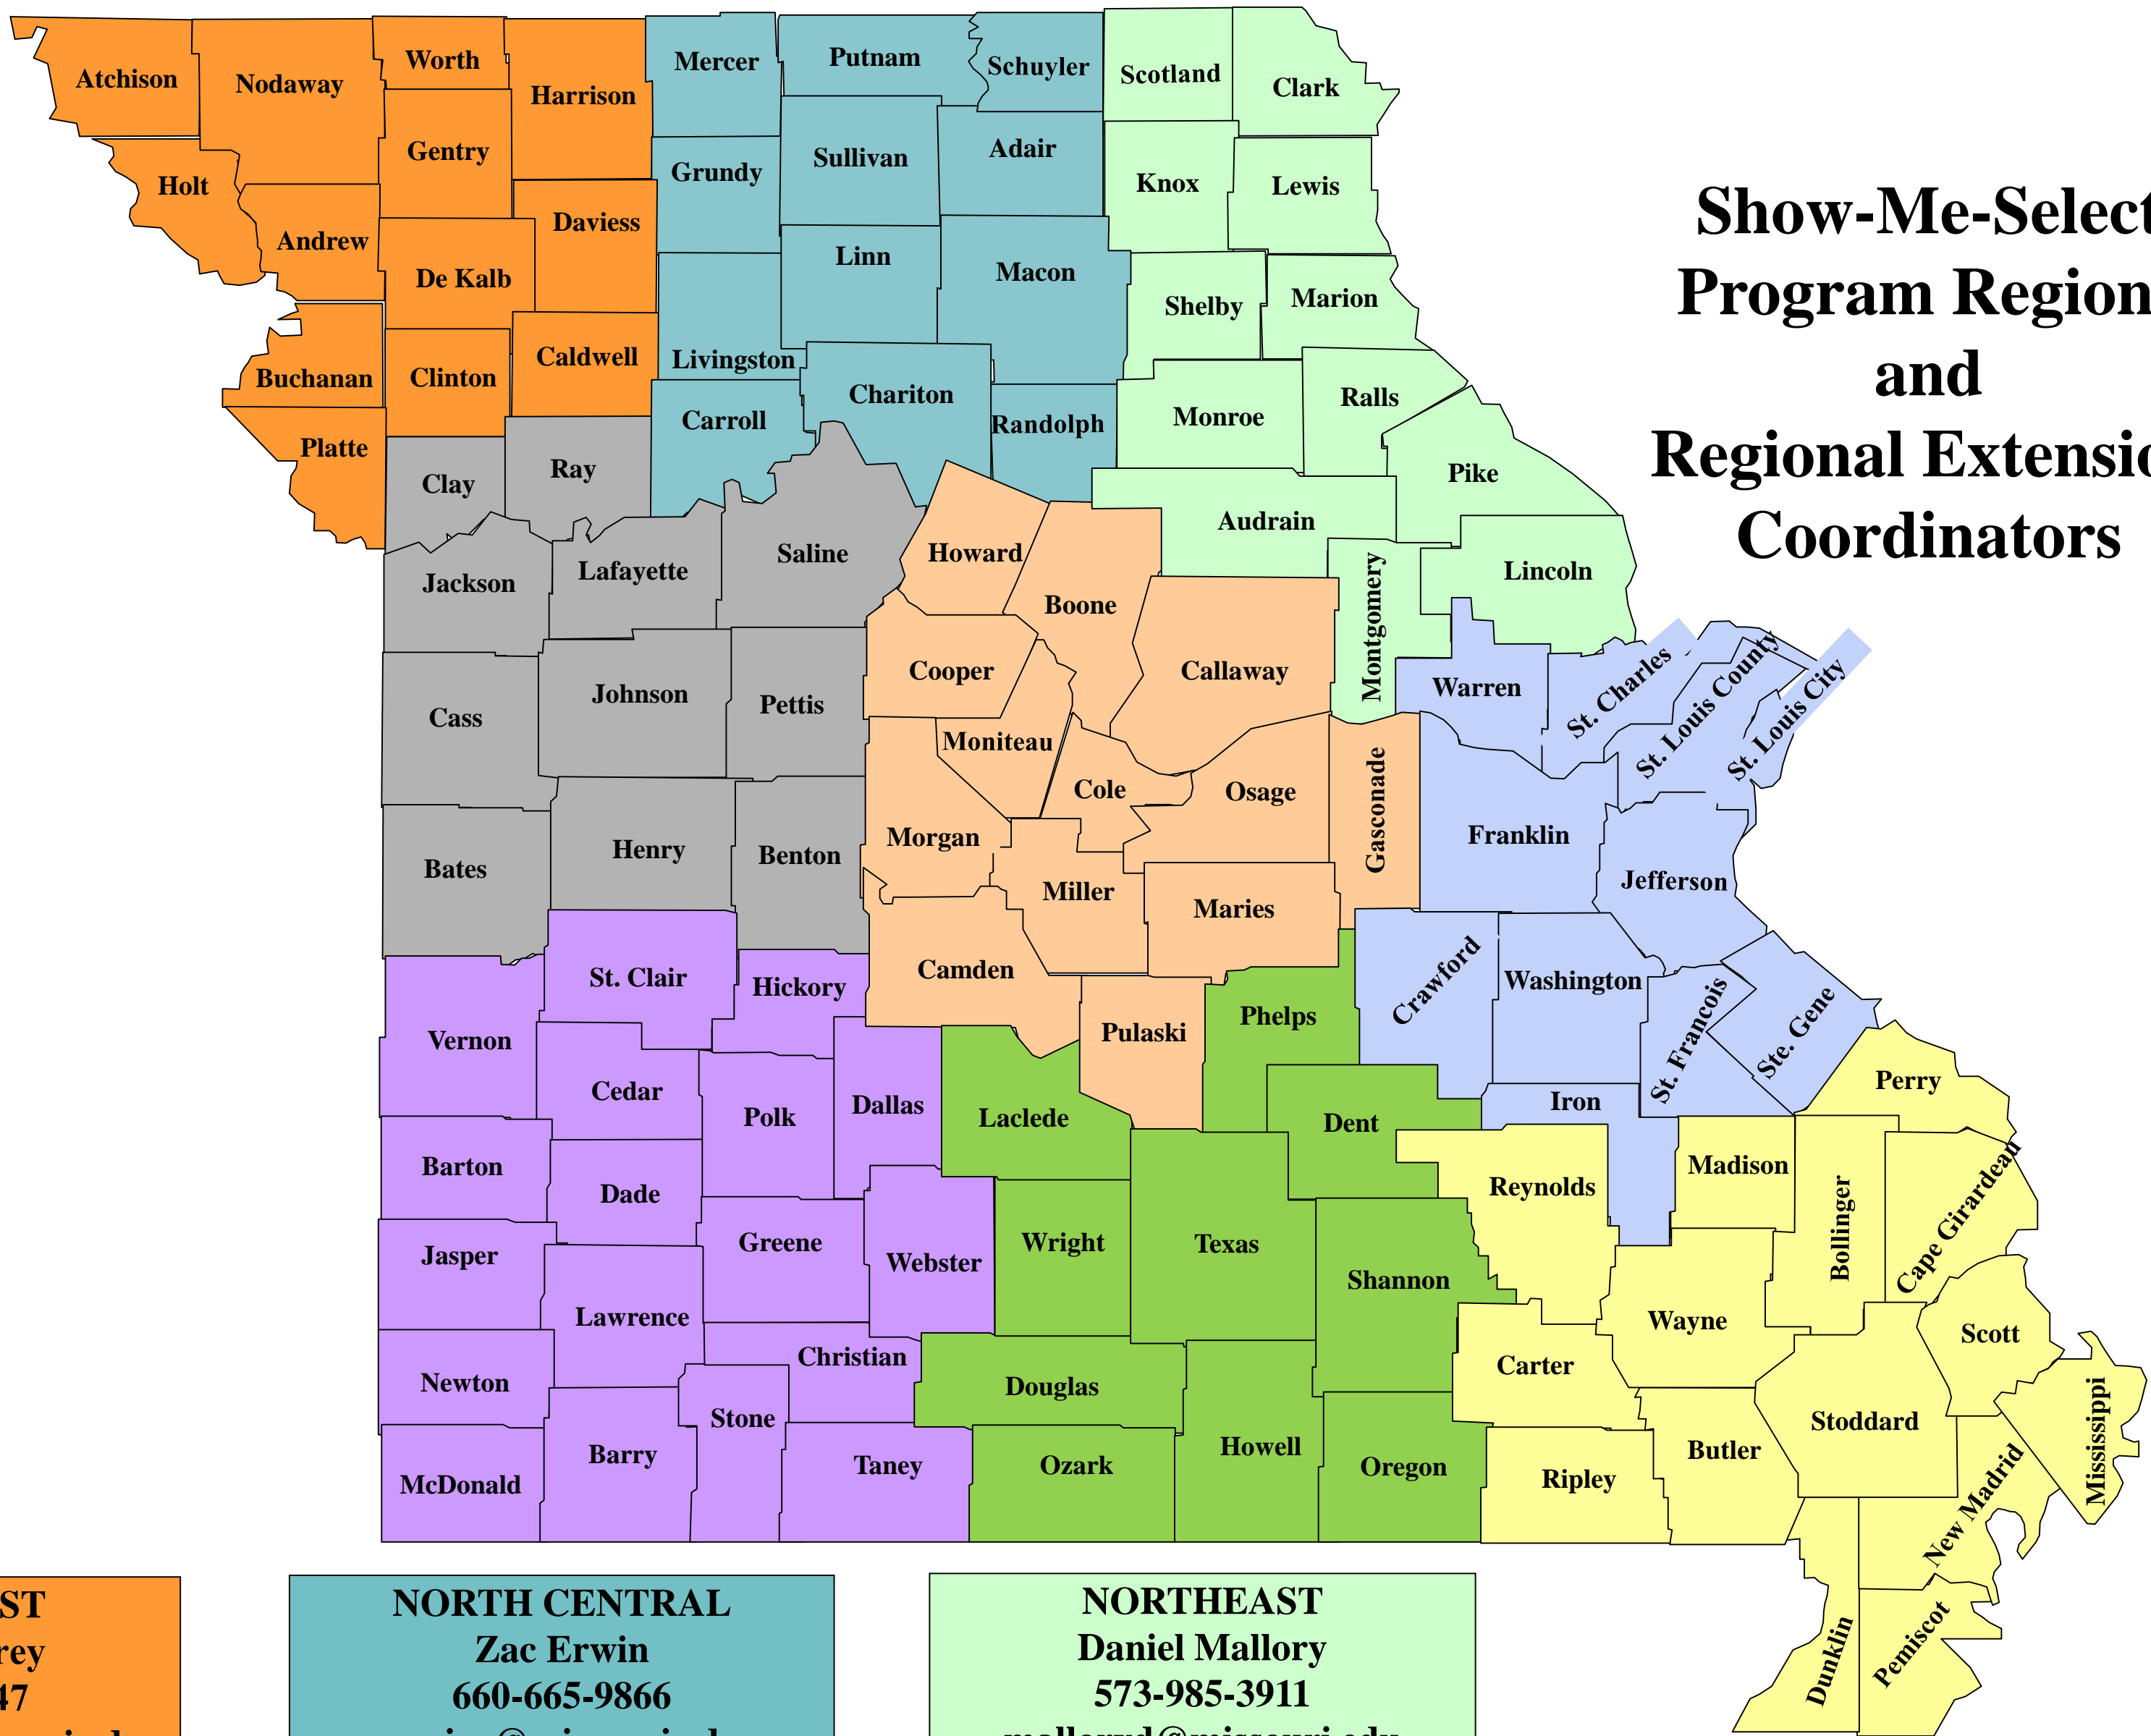 Show-Me-Select
Program Region
and
Regional Extensio
Coordinators
Atchison
Nodaway
Worth
Harrison
Mercer
Putnam
Schuyler
Scotland
Clark
Holt
Gentry
Grundy
Sullivan
Adair
Knox
Lewis
Andrew
De Kalb
Daviess
Linn
Macon
Shelby
Marion
Buchanan
Clinton
Caldwell
Livingston
Chariton
Monroe
Ralls
Platte
Clay
Ray
Carroll
Randolph
Pike
Jackson
Lafayette
Saline
Howard
Audrain
Lincoln
Boone
Montgomery
Cass
Johnson
Pettis
Cooper
Callaway
Warren
St. Charles
St. Louis County
St. Louis City
Moniteau
Cole
Osage
Gasconade
Franklin
Jefferson
Bates
Henry
Benton
Morgan
Miller
Maries
St. Clair
Hickory
Camden
Crawford
Washington
St. Francois
Ste. Gene
Vernon
Cedar
Polk
Dallas
Laclede
Pulaski
Phelps
Dent
Iron
Perry
Barton
Dade
Greene
Webster
Wright
Texas
Reynolds
Madison
Bollinger
Cape Girardeau
Jasper
Lawrence
Christian
Shannon
Wayne
Scott
Newton
Stone
Douglas
Carter
Stoddard
Mississippi
McDonald
Barry
Taney
Ozark
Howell
Oregon
Ripley
Butler
New Madrid
Dunklin
Pemiscot
ST
rey
47
NORTH CENTRAL
Zac Erwin
660-665-9866
NORTHEAST
Daniel Mallory
573-985-3911
malloryd@missouri.edu